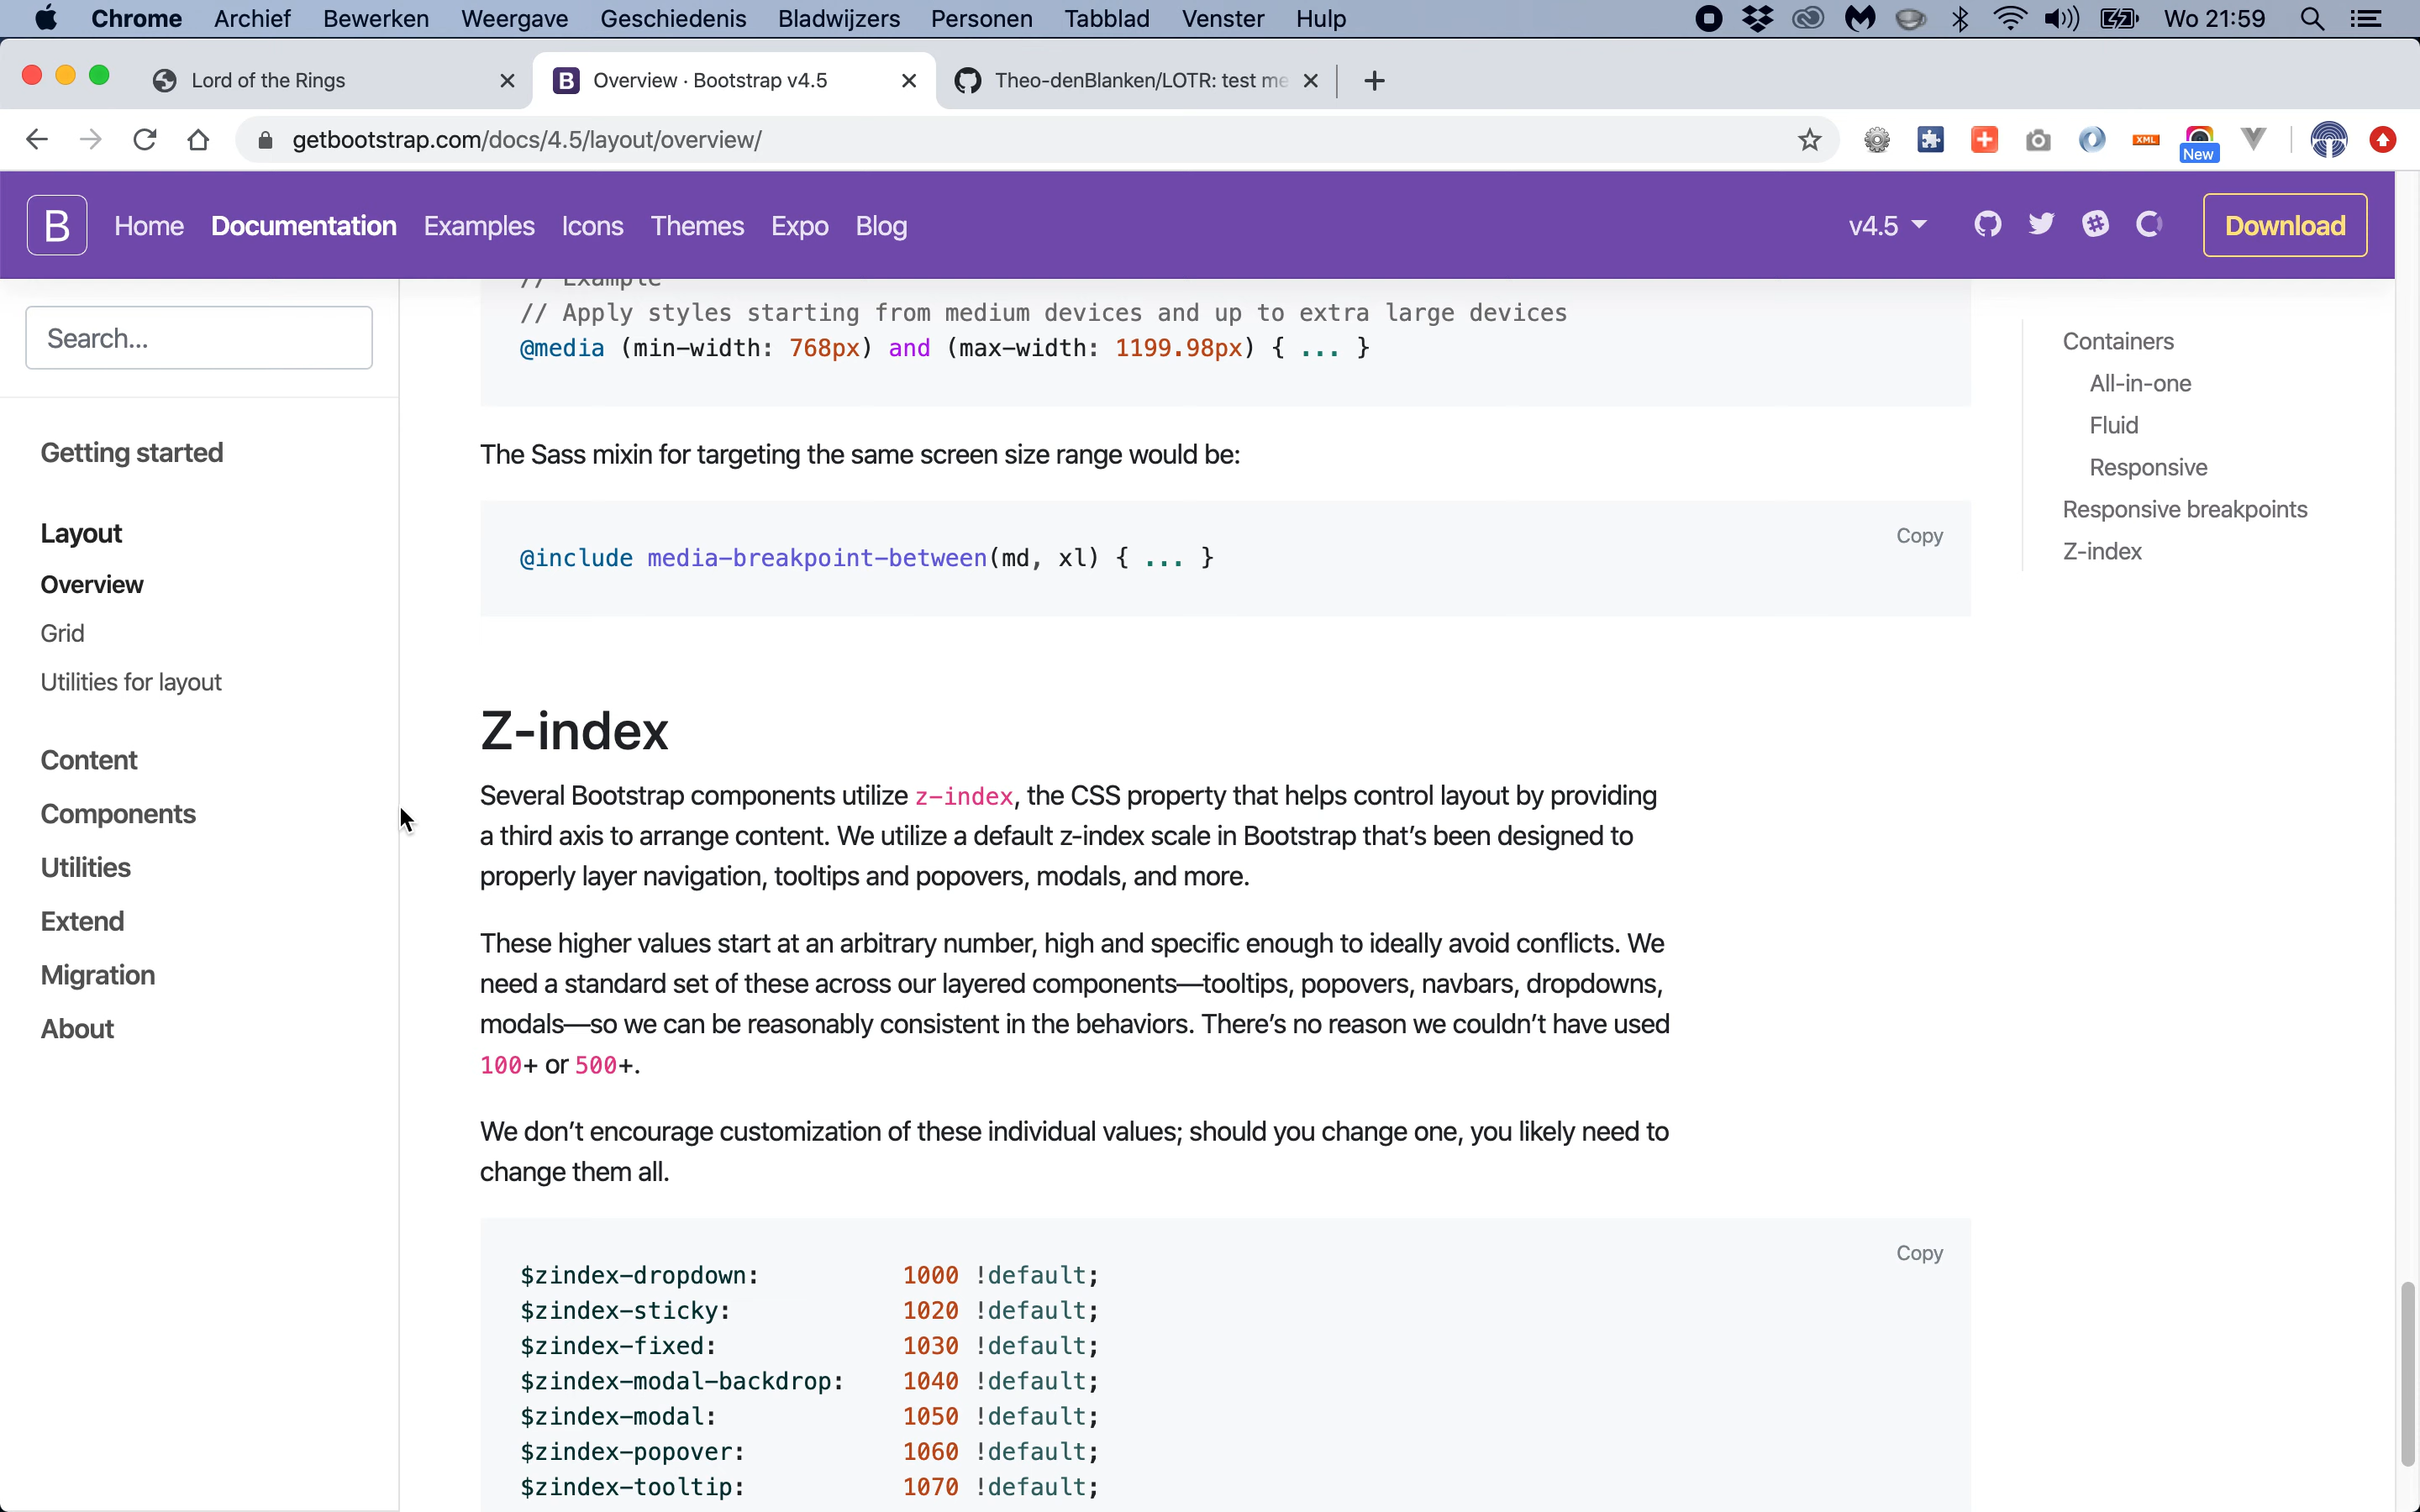 Chrome Archief Bewerken Weergave Geschiedenis Bladwijzers Personen Tabblad Venster Hulp Wo 21:59
Lord of the Rings
B Overview · Bootstrap v4.5
Theo-denBlanken/LOTR: test me
getbootstrap.com/docs/4.5/layout/overview/
XML
New
B Home Documentation Examples Icons Themes Expo Blog v4.5 Download
Search...
Getting started
Layout
Overview
Grid
Utilities for layout
Content
Components
Utilities
Extend
Migration
About
// Example
// Apply styles starting from medium devices and up to extra large devices
@media (min-width: 768px) and (max-width: 1199.98px) { ... }
The Sass mixin for targeting the same screen size range would be:
Copy
@include media-breakpoint-between(md, xl) { ... }
Z-index
Several Bootstrap components utilize z-index, the CSS property that helps control layout by providing
a third axis to arrange content. We utilize a default z-index scale in Bootstrap that’s been designed to
properly layer navigation, tooltips and popovers, modals, and more.
These higher values start at an arbitrary number, high and specific enough to ideally avoid conflicts. We
need a standard set of these across our layered components—tooltips, popovers, navbars, dropdowns,
modals—so we can be reasonably consistent in the behaviors. There’s no reason we couldn’t have used
100+ or 500+.
We don’t encourage customization of these individual values; should you change one, you likely need to
change them all.
Copy
$zindex-dropdown: 1000 !default;
$zindex-sticky: 1020 !default;
$zindex-fixed: 1030 !default;
$zindex-modal-backdrop: 1040 !default;
$zindex-modal: 1050 !default;
$zindex-popover: 1060 !default;
$zindex-tooltip: 1070 !default;
Containers
All-in-one
Fluid
Responsive
Responsive breakpoints
Z-index